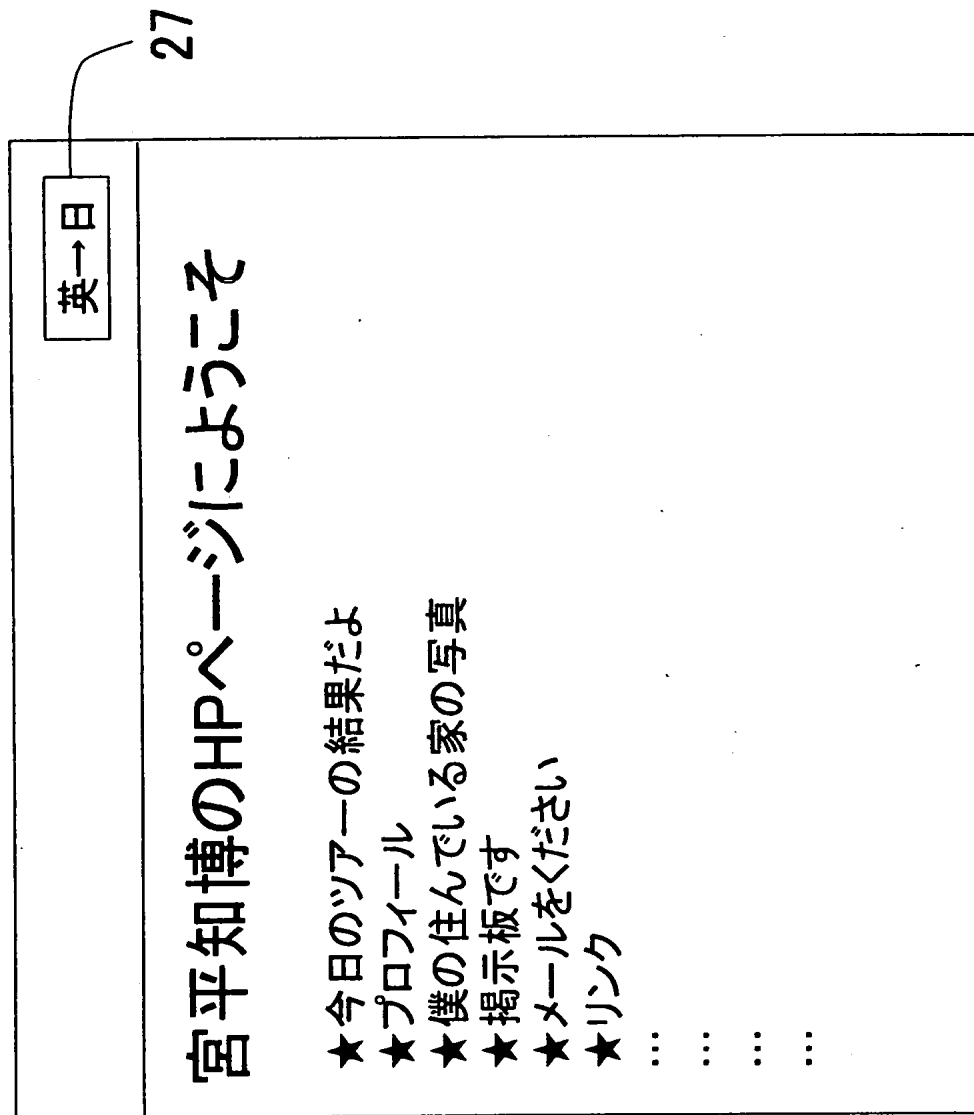 英→日
27
宮平知博のHPページにようこそ
★今日のツアーの結果だよ
★プロフィール
★僕の住んでいる家の写真
★掲示板です
★メールをください
★リンク
…
…
…
…